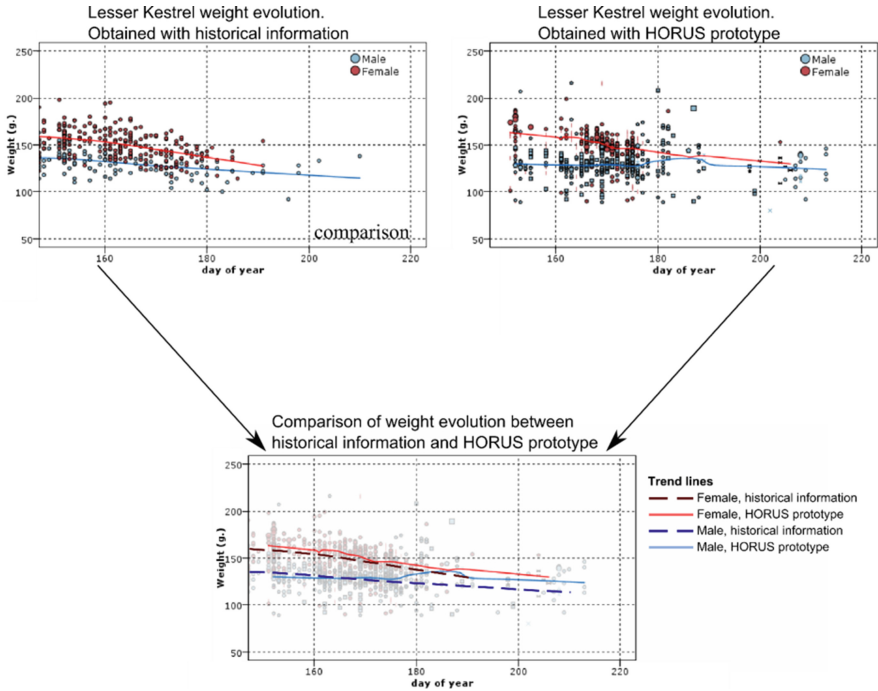 Lesser Kestrel weight evolution.
Obtained with historical information
250
200
150
100
50
Weight (g.)
Male
Female
comparison
160
180
200
220
day of year
Lesser Kestrel weight evolution.
Obtained with HORUS prototype
250
200
150
100
50
Weight (g.)
Male
Female
160
180
200
220
day of year
Comparison of weight evolution between
historical information and HORUS prototype
250
200
150
100
50
Weight (g.)
160
180
200
220
day of year
Trend lines
Female, historical information
Female, HORUS prototype
Male, historical information
Male, HORUS prototype